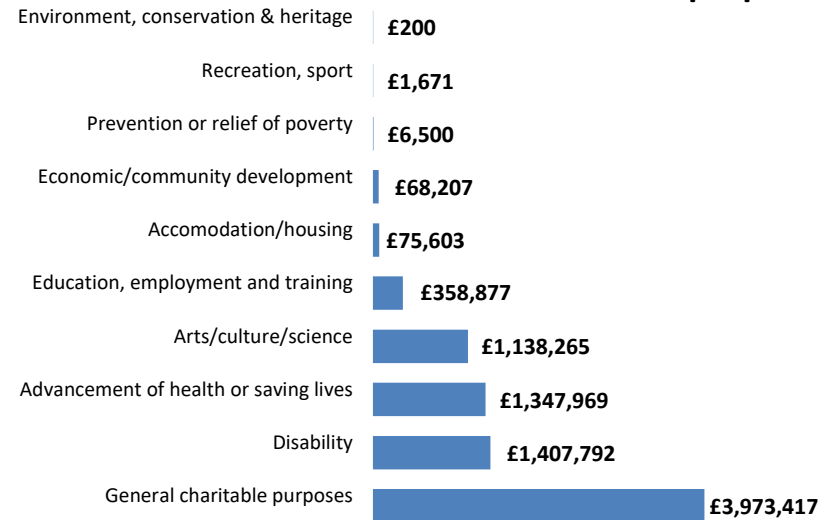 Environment, conservation & heritage £200
Recreation, sport £1,671
Prevention or relief of poverty £6,500
Economic/community development £68,207
Accomodation/housing £75,603
Education, employment and training £358,877
Arts/culture/science £1,138,265
Advancement of health or saving lives £1,347,969
Disability £1,407,792
General charitable purposes £3,973,417